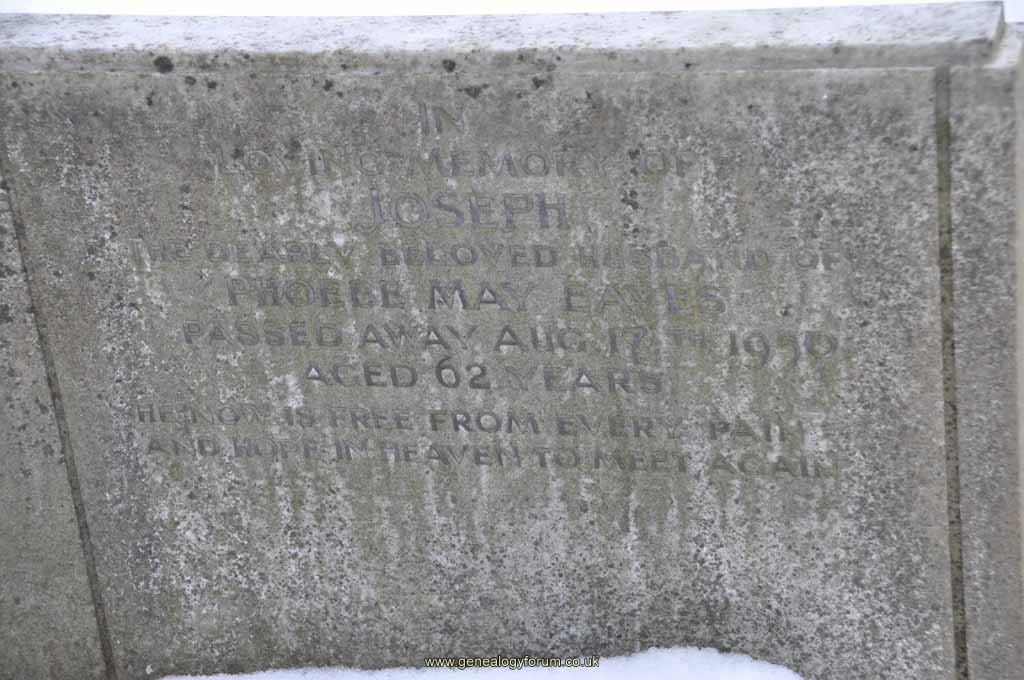 IN
LOVING MEMORY OF
JOSEPH
THE DEARLY BELOVED HUSBAND OF
PHOEBE MAY EAVES
PASSED AWAY AUG. 17TH 1950.
AGED 62 YEARS.
HE NOW IS FREE FROM EVERY PAIN
AND HOPE IN HEAVEN TO MEET AGAIN
www.genealogyforum.co.uk